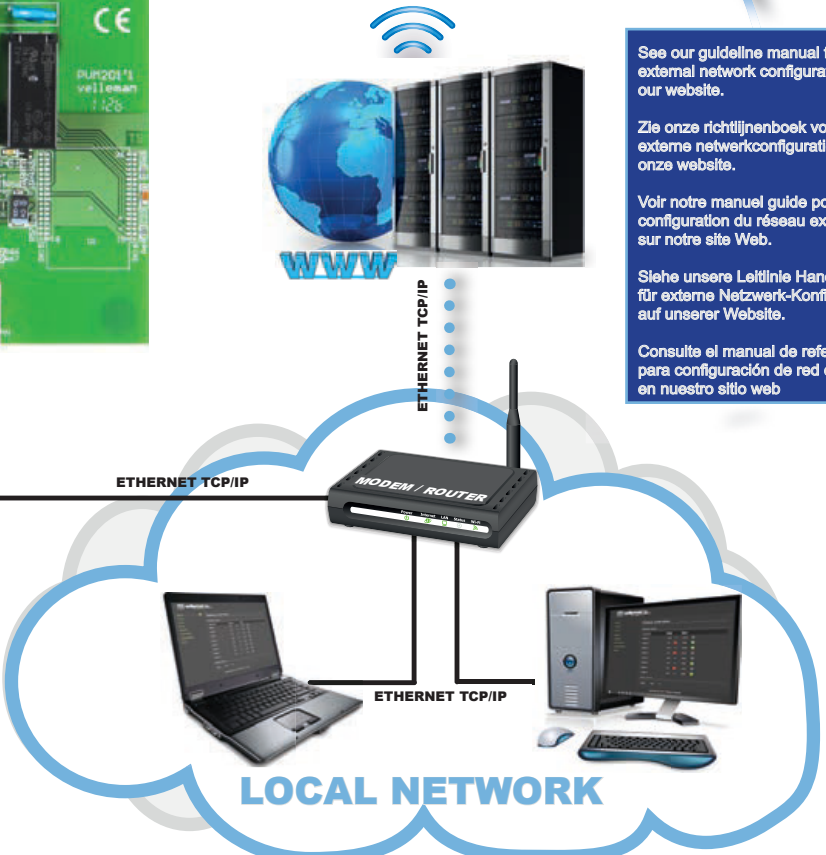 CE
PVM201'1
velleman
1126
See our guideline manual
external network configura
our website.
Zie onze richtlijnenboek vo
externe netwerkconfigurati
onze website.
Voir notre manuel guide po
configuration du réseau ex
sur notre site Web.
Siehe unsere Leitlinie Han
für externe Netzwerk-Konfi
auf unserer Website.
Consulte el manual de refe
para configuración de red
en nuestro sitio web
WWW
ETHERNET TCP/IP
ETHERNET TCP/IP
MODEM / ROUTER
Power Internet LAN Status Wi-Fi
ETHERNET TCP/IP
LOCAL NETWORK